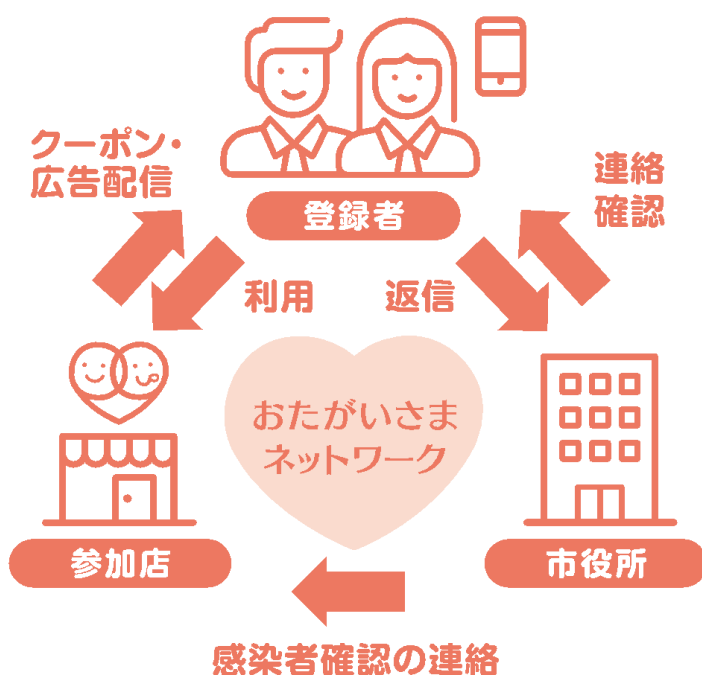 クーポン・
広告配信
連絡
確認
登録者
利用
返信
おたがいさま
ネットワーク
参加店
市役所
感染者確認の連絡